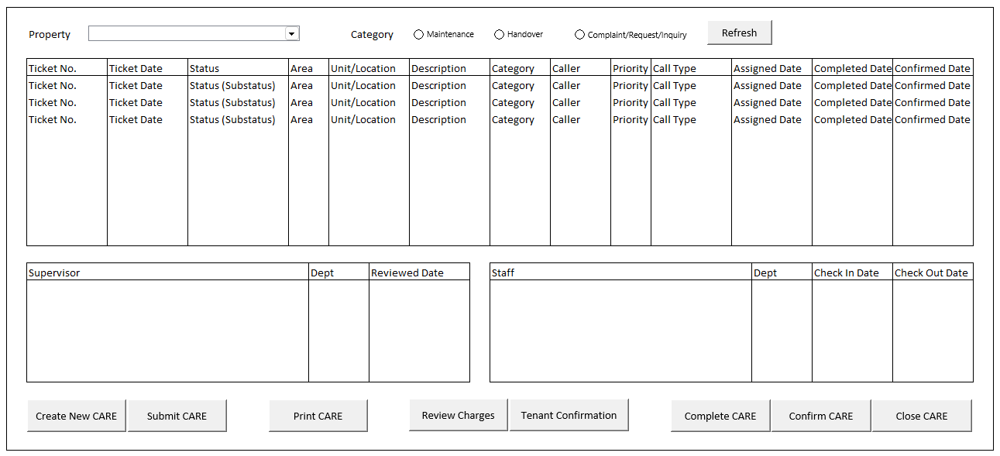 Property Category Maintenance Handover Complaint/Request/Inquiry Refresh
Ticket No. Ticket Date Status Area Unit/Location Description Category Caller Priority Call Type Assigned Date Completed Date Confirmed Date
Ticket No. Ticket Date Status (Substatus) Area Unit/Location Description Category Caller Priority Call Type Assigned Date Completed Date Confirmed Date
Ticket No. Ticket Date Status (Substatus) Area Unit/Location Description Category Caller Priority Call Type Assigned Date Completed Date Confirmed Date
Ticket No. Ticket Date Status (Substatus) Area Unit/Location Description Category Caller Priority Call Type Assigned Date Completed Date Confirmed Date
Supervisor Dept Reviewed Date Staff Dept Check In Date Check Out Date
Create New CARE Submit CARE Print CARE Review Charges Tenant Confirmation Complete CARE Confirm CARE Close CARE